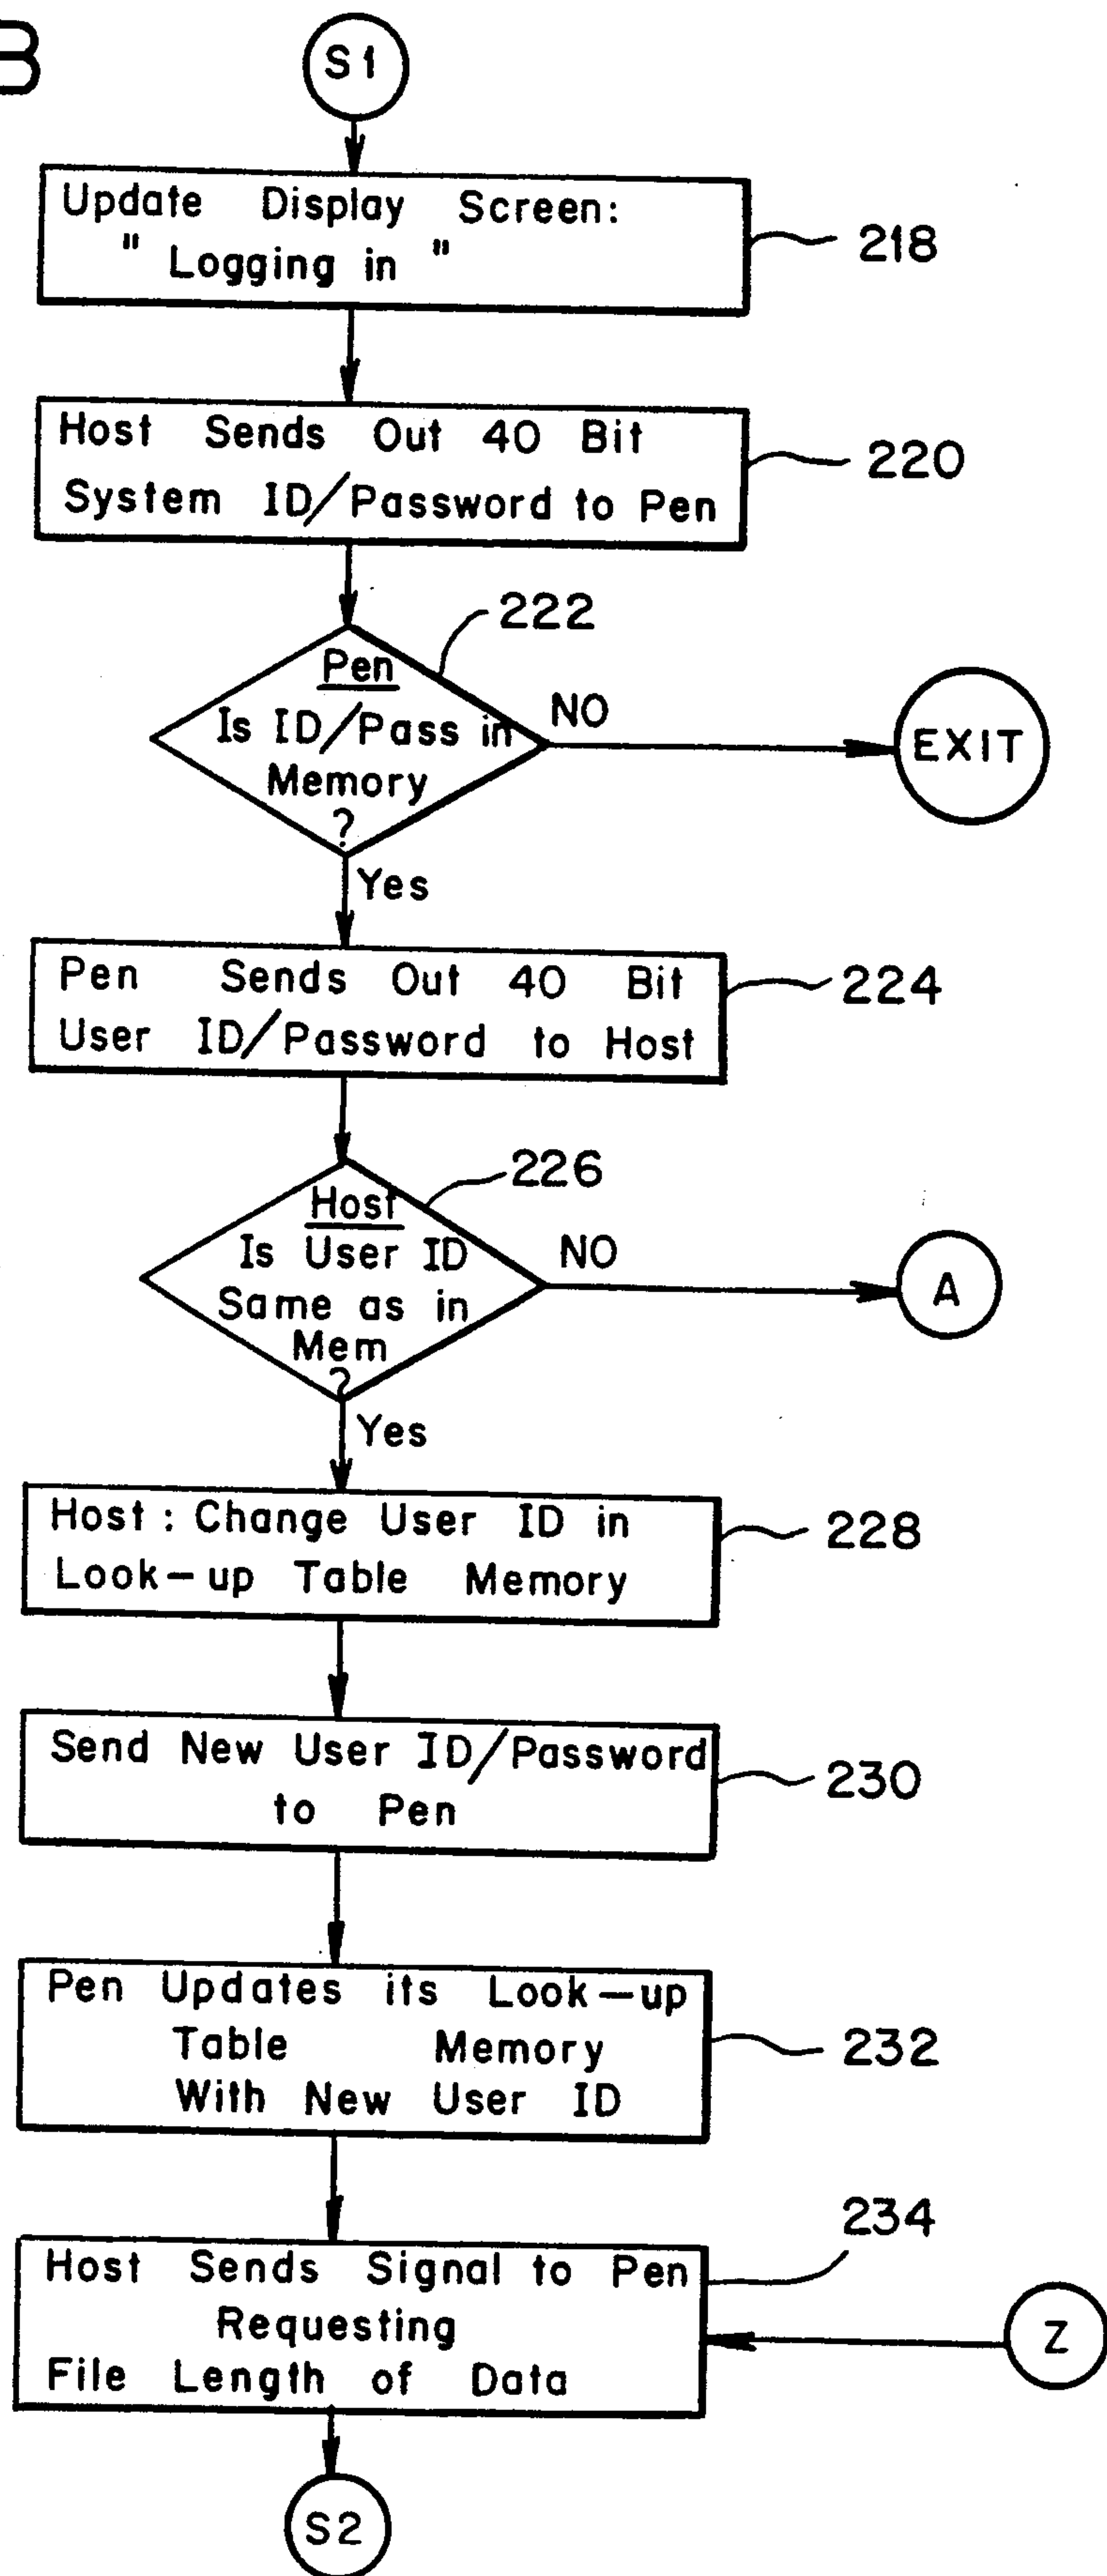 B
S1
Update Display Screen:
" Logging in "
218
Host Sends Out 40 Bit
System ID/Password to Pen
220
222
Pen
Is ID/Pass in
Memory
?
NO
EXIT
Yes
Pen Sends Out 40 Bit
User ID/Password to Host
224
226
Host
Is User ID
Same as in
Mem
?
NO
A
Yes
Host: Change User ID in
Look-up Table Memory
228
Send New User ID/Password
to Pen
230
Pen Updates its Look-up
Table Memory
With New User ID
232
234
Host Sends Signal to Pen
Requesting
File Length of Data
Z
S2